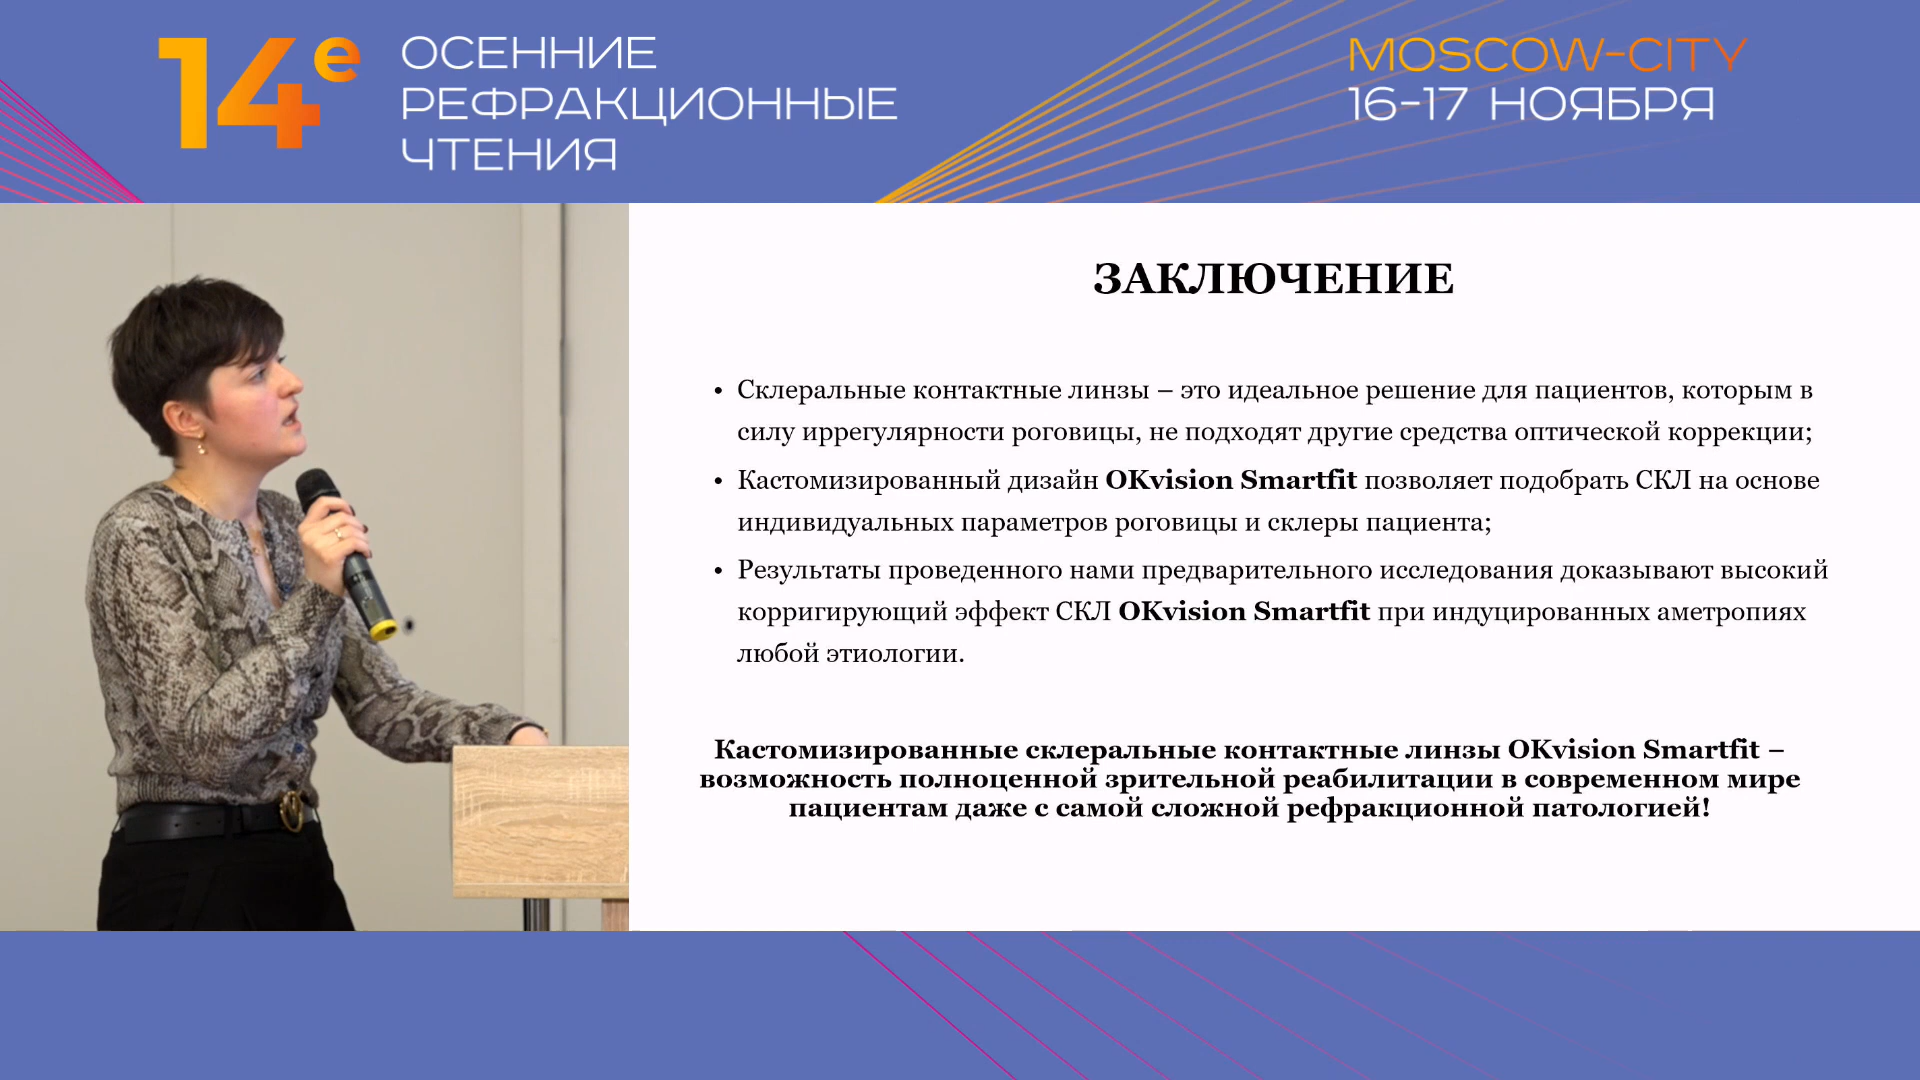 14е
ОСЕННИЕ
РЕФРАКЦИОННЫЕ
ЧТЕНИЯ
MOSCOW-CITY
16-17 НОЯБРЯ
ЗАКЛЮЧЕНИЕ
• Склеральные контактные линзы – это идеальное решение для пациентов, которым в
силу иррегулярности роговицы, не подходят другие средства оптической коррекции;
• Кастомизированный дизайн OKvision Smartfit позволяет подобрать СКЛ на основе
индивидуальных параметров роговицы и склеры пациента;
• Результаты проведенного нами предварительного исследования доказывают высокий
корригирующий эффект СКЛ OKvision Smartfit при индуцированных аметропиях
любой этиологии.
Кастомизированные склеральные контактные линзы OKvision Smartfit –
возможность полноценной зрительной реабилитации в современном мире
пациентам даже с самой сложной рефракционной патологией!